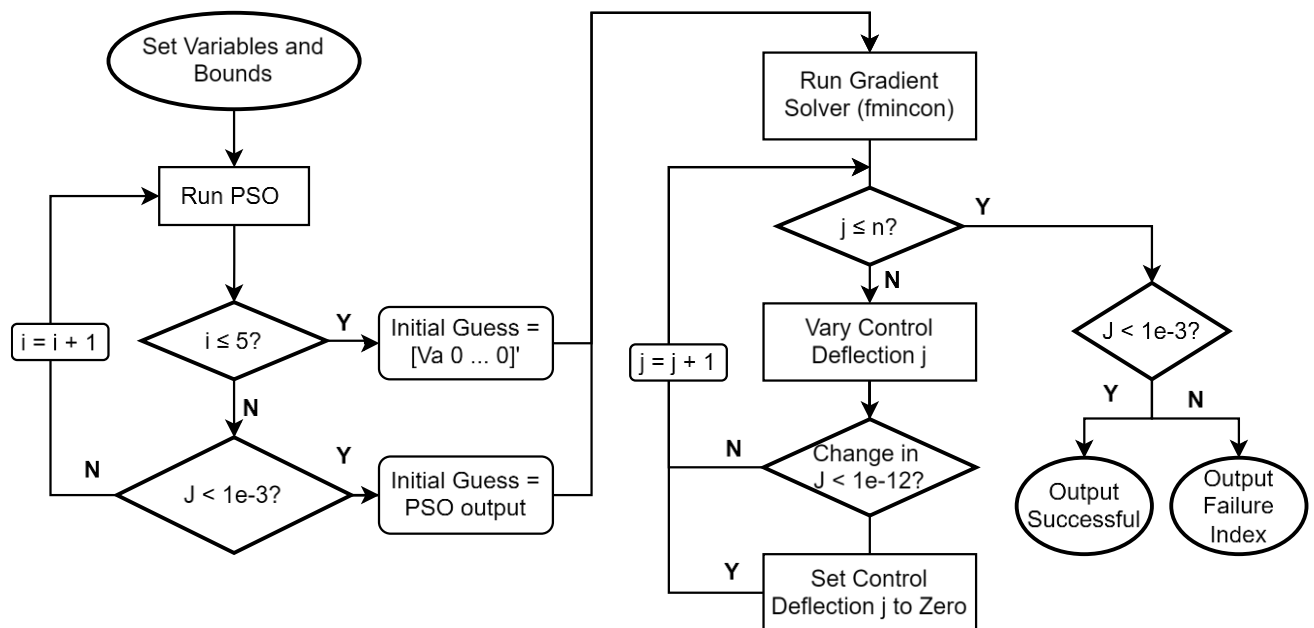 Set Variables and
Bounds
Run PSO
i ≤ 5?
Y
Initial Guess =
[Va 0 ... 0]'
i = i + 1
N
J < 1e-3?
N
Y
Initial Guess =
PSO output
Run Gradient
Solver (fmincon)
j ≤ n?
Y
N
Vary Control
Deflection j
j = j + 1
Change in
J < 1e-12?
N
Y
Set Control
Deflection j to Zero
J < 1e-3?
Y
N
Output
Successful
Output
Failure
Index